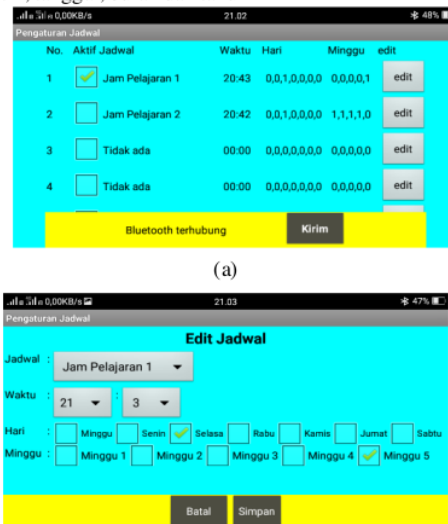 0,00KB/s 21.02 48%
Pengaturan Jadwal
No. Aktif Jadwal Waktu Hari Minggu edit
1 Jam Pelajaran 1 20:43 0,0,1,0,0,0,0 0,0,0,0,1 edit
2 Jam Pelajaran 2 20:42 0,0,1,0,0,0,0 1,1,1,1,0 edit
3 Tidak ada 00:00 0,0,0,0,0,0,0 0,0,0,0,0 edit
4 Tidak ada 00:00 0,0,0,0,0,0,0 0,0,0,0,0 edit
Bluetooth terhubung Kirim
(a)
0,00KB/s 21.03 47%
Pengaturan Jadwal
Edit Jadwal
Jadwal : Jam Pelajaran 1
Waktu : 21 : 3
Hari : Minggu Senin Selasa Rabu Kamis Jumat Sabtu
Minggu : Minggu 1 Minggu 2 Minggu 3 Minggu 4 Minggu 5
Batal Simpan